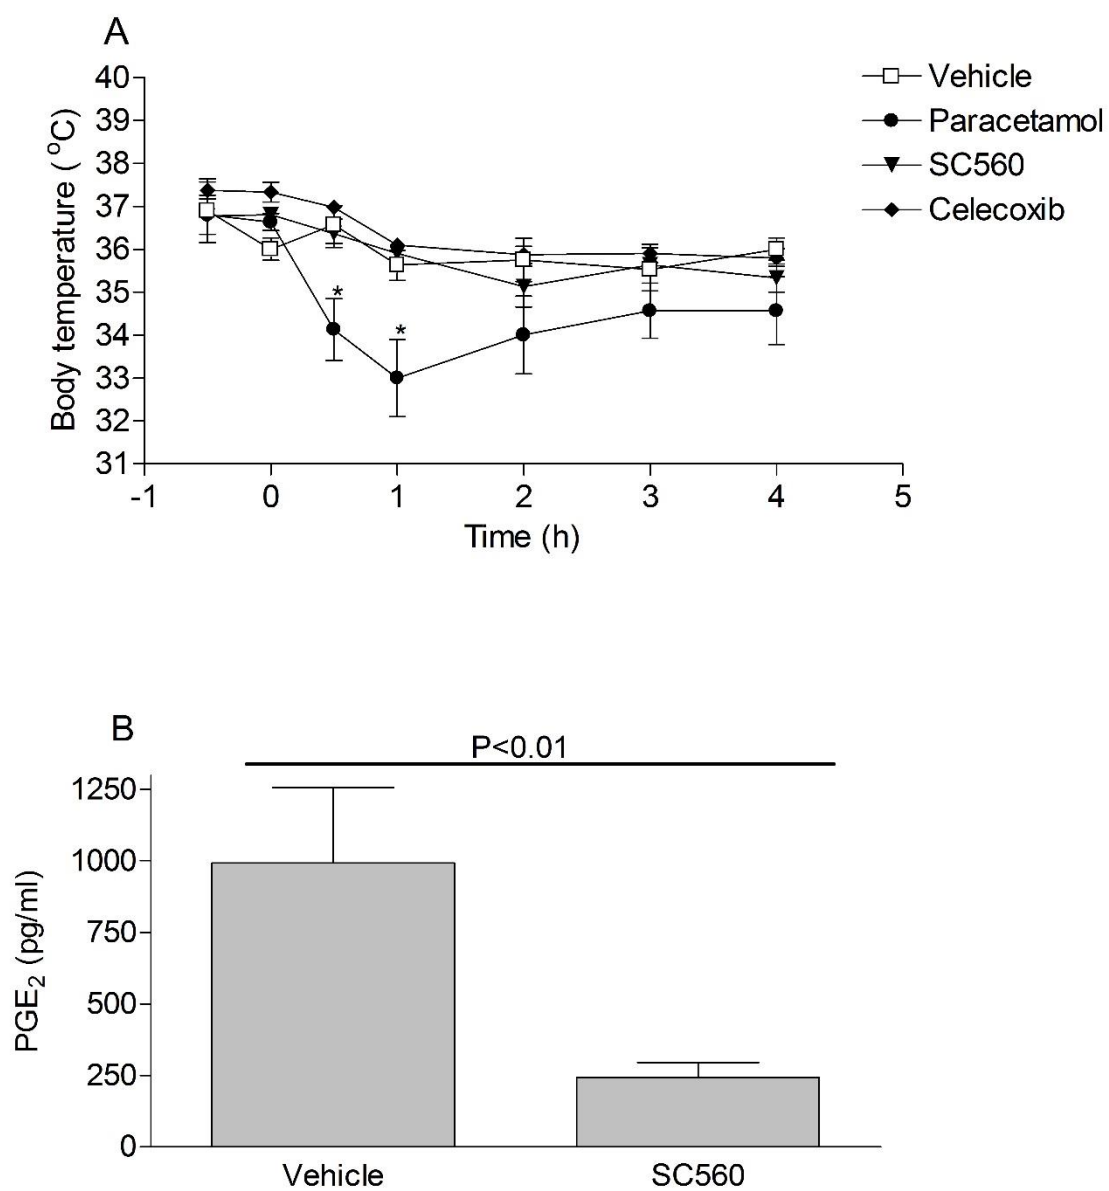 A
Body temperature (°C)
40
39
38
37
36
35
34
33
32
31
-1
0
1
2
3
4
5
Time (h)
Vehicle
Paracetamol
SC560
Celecoxib
*
*
B
P<0.01
PGE₂ (pg/ml)
1250
1000
750
500
250
0
Vehicle
SC560